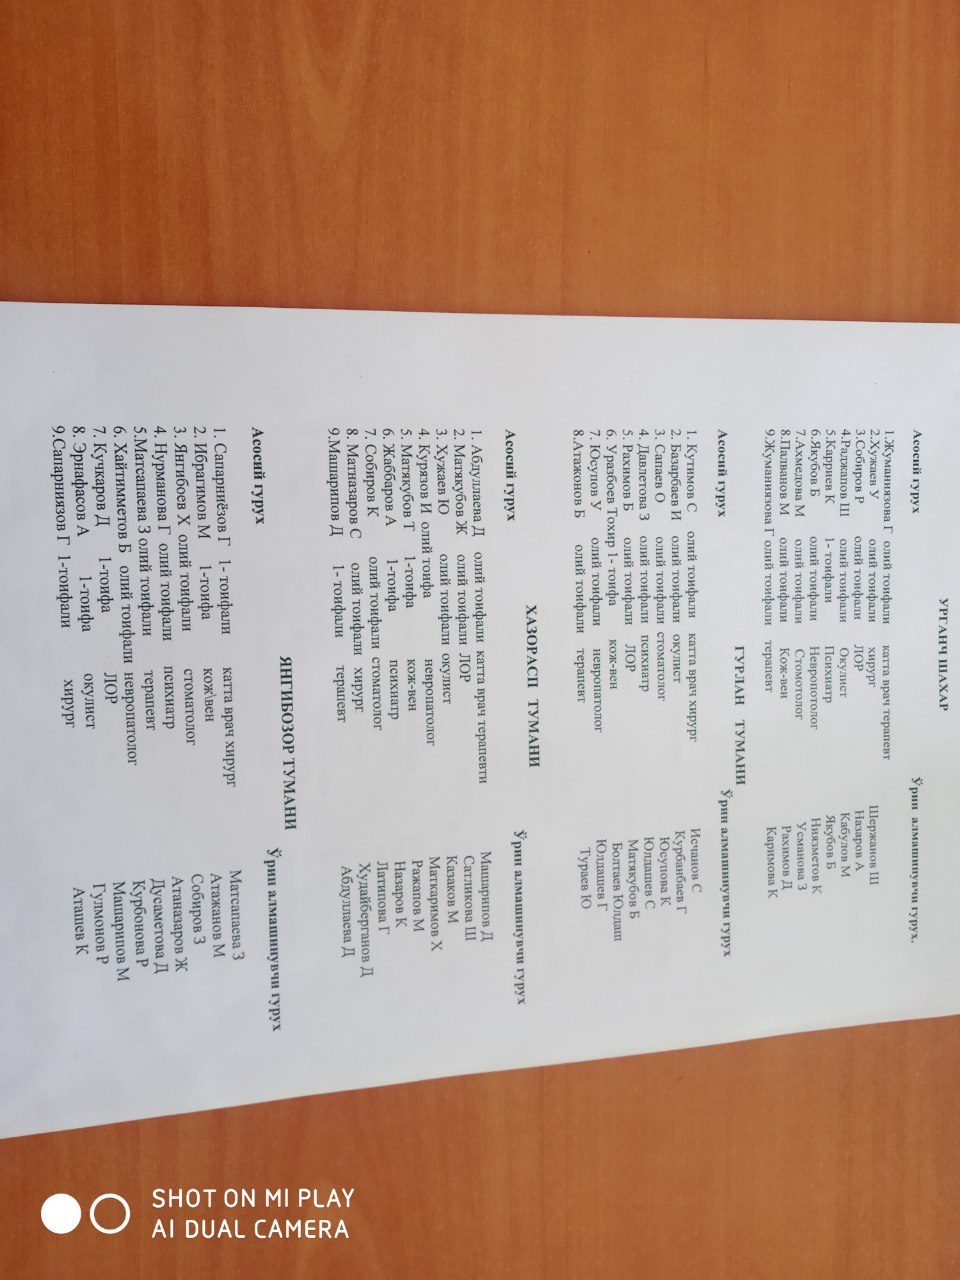 УРГАНЧ ШАХАР
Асосий гурух Ўрин алмашинувчи гурух.
1.Жуманиязова Г олий тоифали катта врач терапевт
2.Хужаев У олий тоифали хирург Шержанов Ш
3.Собиров Р олий тоифали ЛОР Назаров А
4.Раджапов Ш олий тоифали Окулист Кабулов М
5.Карриев К 1- тоифали Психиатр Якубов Б
6.Якубов Б олий тоифали Невропотолог Ниязметов К
7.Ахмедова М олий тоифали Стомотолог Усманова З
8.Палванов М олий тоифали Кож-вен Рахимов Д
9.Жуманиязова Г олий тоифали терапевт Каримова К
ГУРЛАН ТУМАНИ
Асосий гурух Ўрин алмашинувчи гурух
1. Кутимов С олий тоифали катта врач хирург Исчанов С
2. Базарбаев И олий тоифали окулист Курбанбаев Г
3. Сапаев О олий тоифали стоматолог Юсупова К
4. Давлетова З олий тоифали психиатр Юлдашев С
5. Рахимов Б олий тоифали ЛОР Матякубов Б
6. Уразбоев Тохир 1- тоифа кож-вен Болтаев Юлдаш
7. Юсупов У олий тоифали невропатолог Юлдашев Г
8.Атажонов Б олий тоифали терапевт Тураев Ю
ХАЗОРАСП ТУМАНИ
Асосий гурух Ўрин алмашинувчи гурух
1. Абдуллаева Д олий тоифали катта врач терапевти Машарипов Д
2. Матякубов Ж олий тоифали ЛОР Сатликова Ш
3. Хужаев Ю олий тоифали окулист Казаков М
4. Курязов И олий тоифа невропатолог Маткаримов Х
5. Матякубов Т 1-тоифа кож-вен Ражапов М
6. Жаббаров А 1-тоифа психиатр Назаров К
7. Собиров К олий тоифали стоматолог Латипова Г
8. Матназаров С олий тоифали хирург Худайберганов Д
9.Машарипов Д 1- тоифали терапевт Абдуллаева Д
ЯНГИБОЗОР ТУМАНИ
Асосий гурух Ўрин алмашинувчи гурух
1. Сапарниёзов Г 1- тоифали катта врач хирург Матсапаева З
2. Ибрагимов М 1-тоифа кож\вен Атажанов М
3. Янгибоев Х олий тоифали стоматолог Собиров З
4. Нурманова Г олий тоифали психиатр Атаназаров Ж
5.Матсапаева З олий тоифали терапевт Дусаметова Д
6. Хайтимметов Б олий тоифали невропатолог Курбонова Р
7. Кучкаров Д 1-тоифа ЛОР Машарипов М
8. Эрнафасов А 1-тоифа окулист Гулмонов Р
9.Сапарниязов Г 1-тоифали хирург Аташев К
SHOT ON MI PLAY
AI DUAL CAMERA